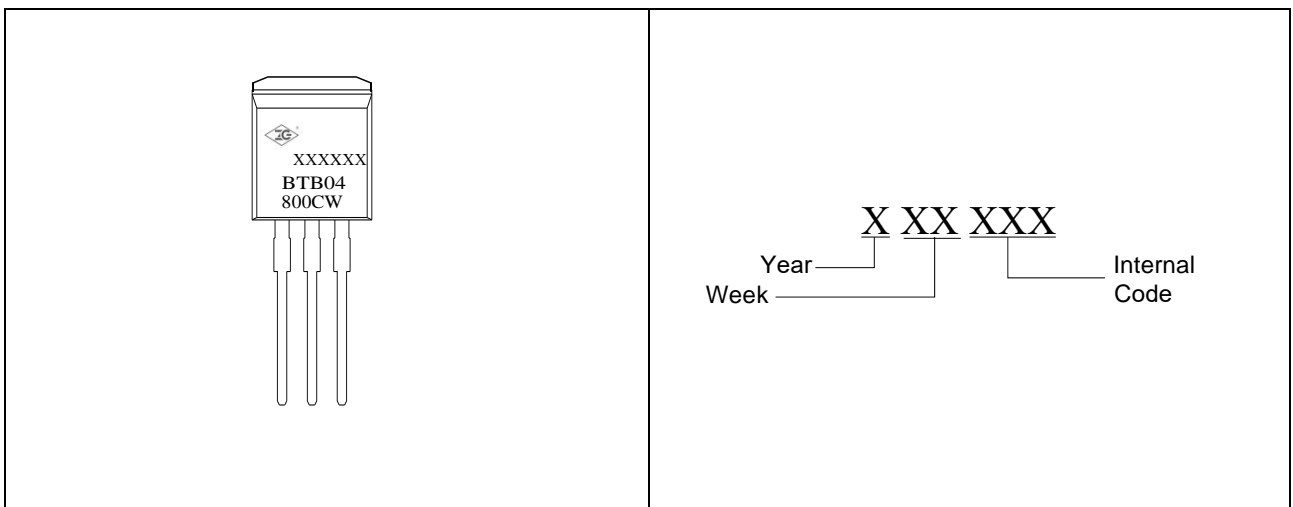 XXXXXX
BTB04
800CW
X XX XXX
Year
Internal
Week
Code